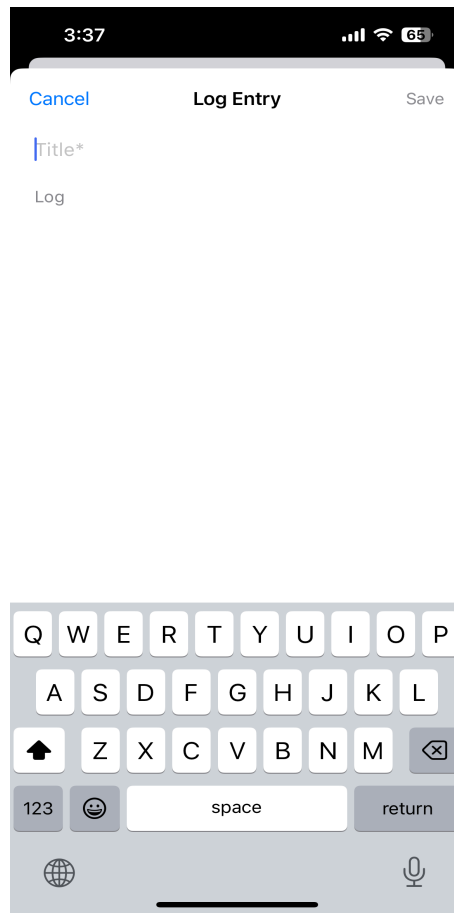 3:37 65
Cancel Log Entry Save
Title*
Log
Q W E R T Y U I O P
A S D F G H J K L
Z X C V B N M
123 space return